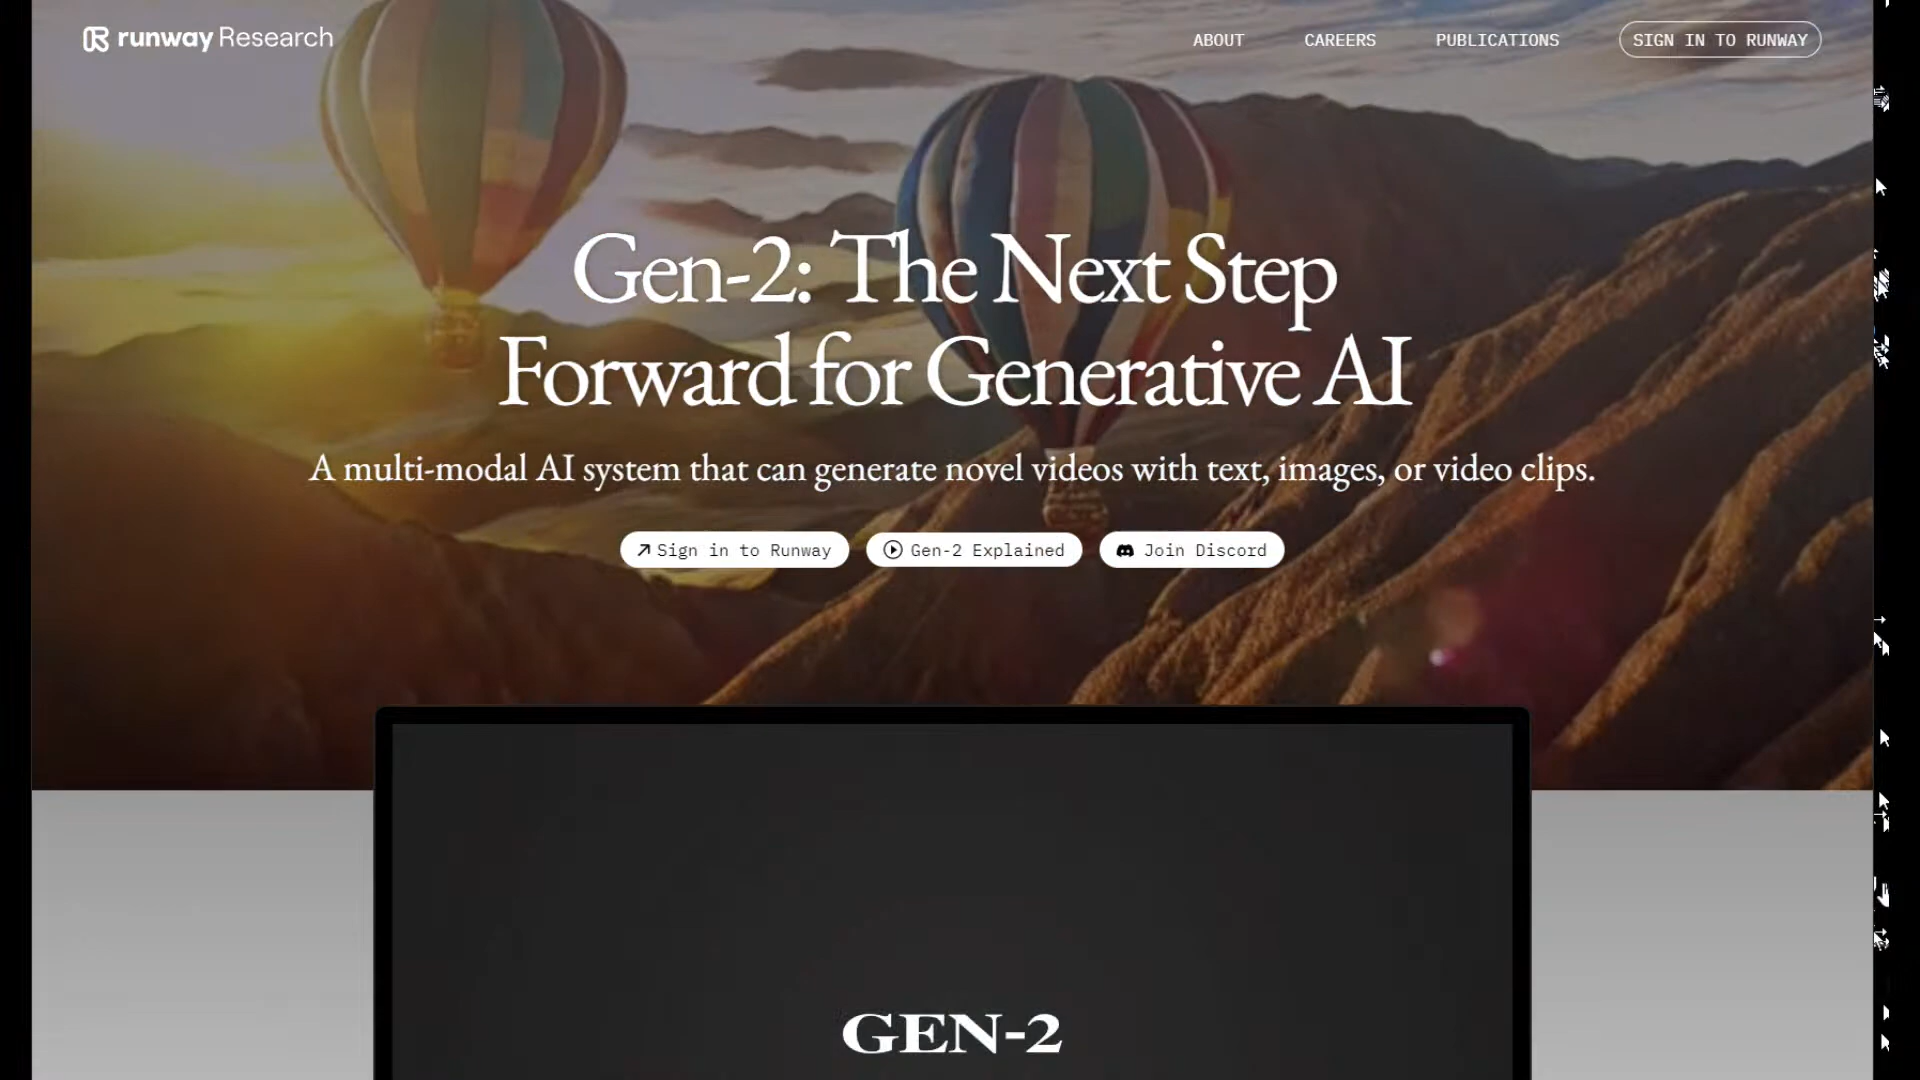 runway Research
ABOUT
CAREERS
PUBLICATIONS
SIGN IN TO RUNWAY
Gen-2: The Next Step
Forward for Generative AI
A multi-modal AI system that can generate novel videos with text, images, or video clips.
Sign in to Runway
Gen-2 Explained
Join Discord
GEN-2